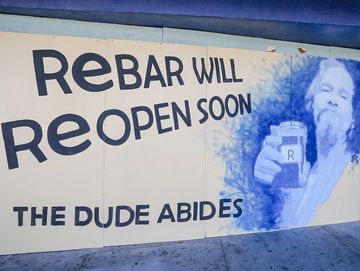 ReBAR WILL
ReOPEN SOON
THE DUDE ABIDES
R